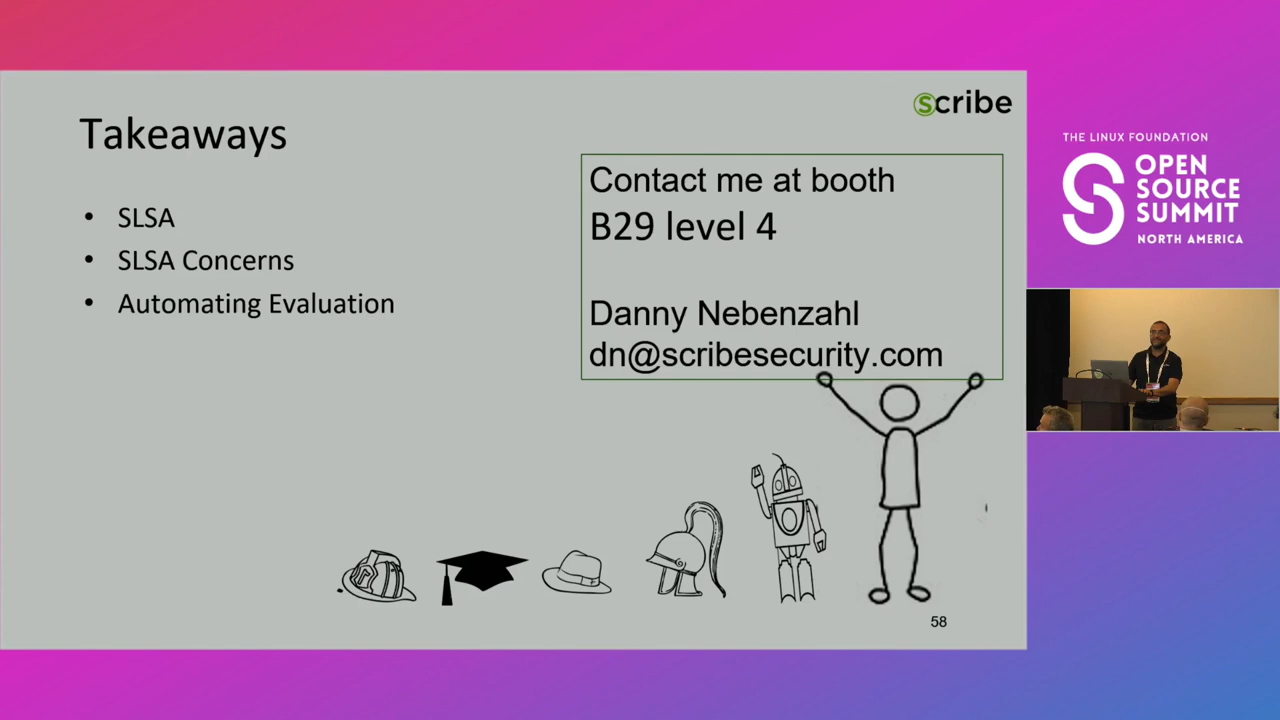 scribe
Takeaways
• SLSA
• SLSA Concerns
• Automating Evaluation
Contact me at booth
B29 level 4
Danny Nebenzahl
dn@scribesecurity.com
58
THE LINUX FOUNDATION
OPEN
SOURCE
SUMMIT
NORTH AMERICA